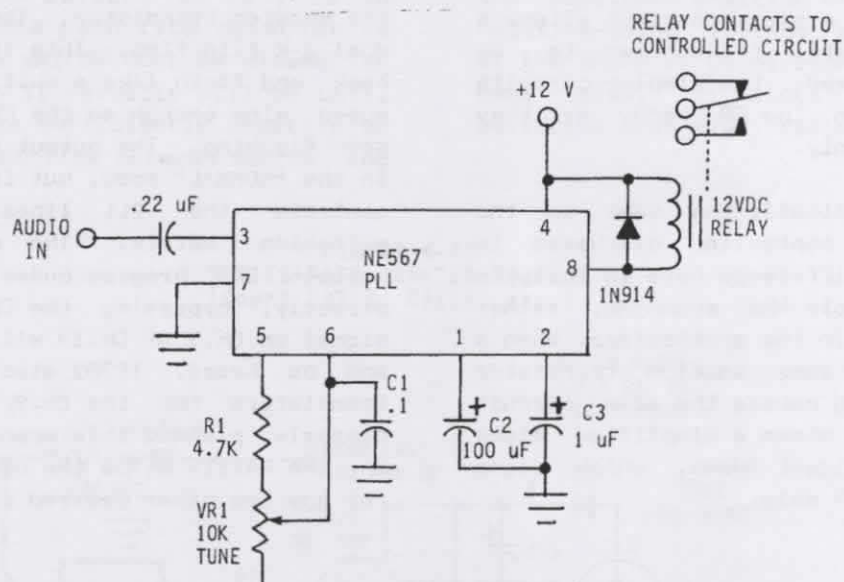 RELAY CONTACTS TO
CONTROLLED CIRCUIT
+12 V
.22 uF
AUDIO
IN
3
7
NE567
PLL
4
8
12VDC
RELAY
1N914
5
6
1
2
R1
4.7K
C1
.1
C2
100 uF
C3
1 uF
VR1
10K
TUNE